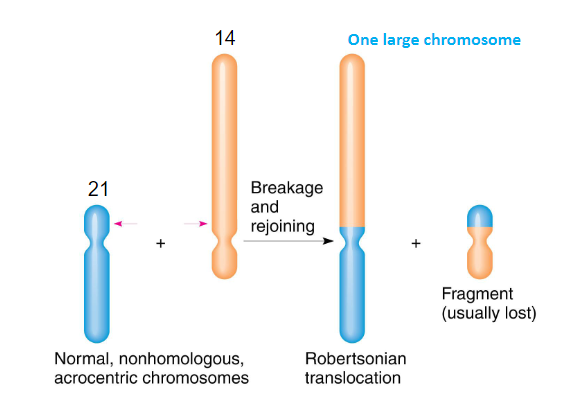 14
One large chromosome
21
Breakage
and
rejoining
+
+
Fragment
(usually lost)
Normal, nonhomologous,
acrocentric chromosomes
Robertsonian
translocation